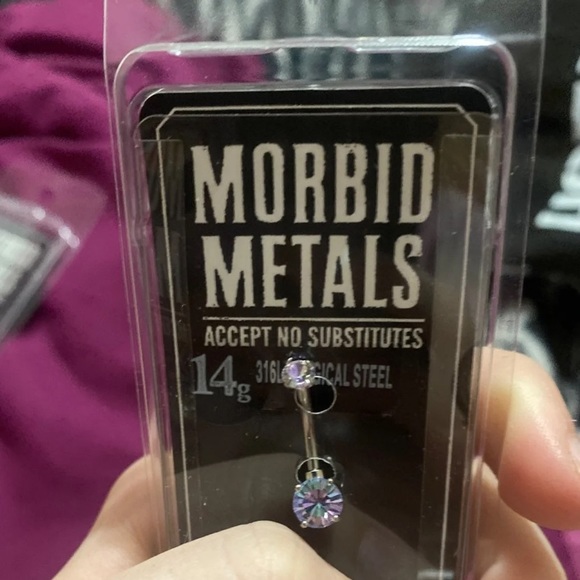 MORBID
METALS
ACCEPT NO SUBSTITUTES
14g 316L STEEL